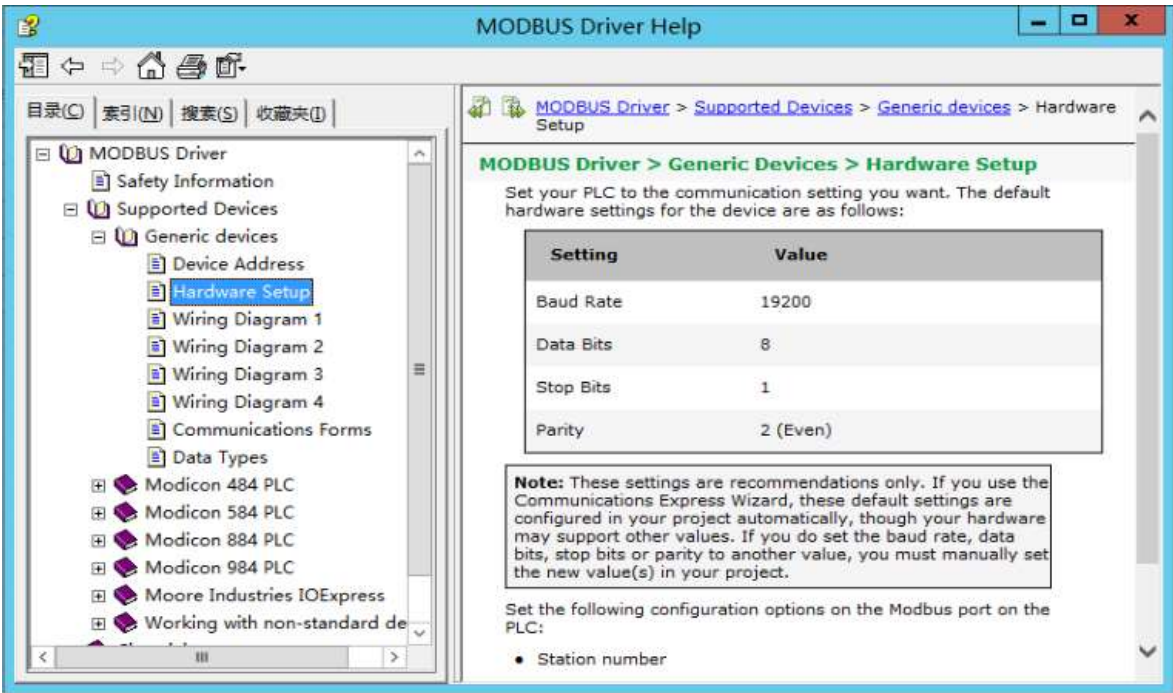 MODBUS Driver Help
目录(C)
索引(N)
搜索(S)
收藏夹(I)
MODBUS Driver
Safety Information
Supported Devices
Generic devices
Device Address
Hardware Setup
Wiring Diagram 1
Wiring Diagram 2
Wiring Diagram 3
Wiring Diagram 4
Communications Forms
Data Types
Modicon 484 PLC
Modicon 584 PLC
Modicon 884 PLC
Modicon 984 PLC
Moore Industries IOExpress
Working with non-standard de
MODBUS Driver > Supported Devices > Generic devices > Hardware
Setup
MODBUS Driver > Generic Devices > Hardware Setup
Set your PLC to the communication setting you want. The default
hardware settings for the device are as follows:
Setting Value
Baud Rate 19200
Data Bits 8
Stop Bits 1
Parity 2 (Even)
Note: These settings are recommendations only. If you use the
Communications Express Wizard, these default settings are
configured in your project automatically, though your hardware
may support other values. If you do set the baud rate, data
bits, stop bits or parity to another value, you must manually set
the new value(s) in your project.
Set the following configuration options on the Modbus port on the
PLC:
• Station number